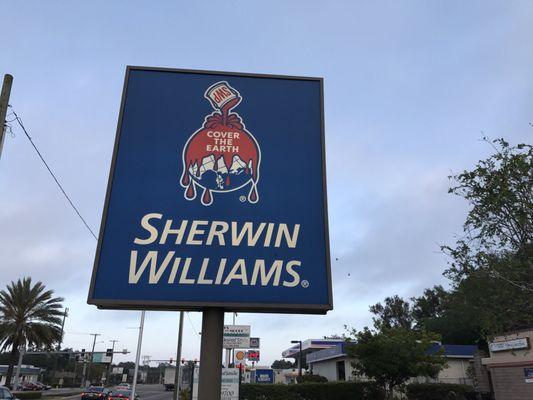 SWP
COVER
THE
EARTH
®
SHERWIN
WILLIAMS®